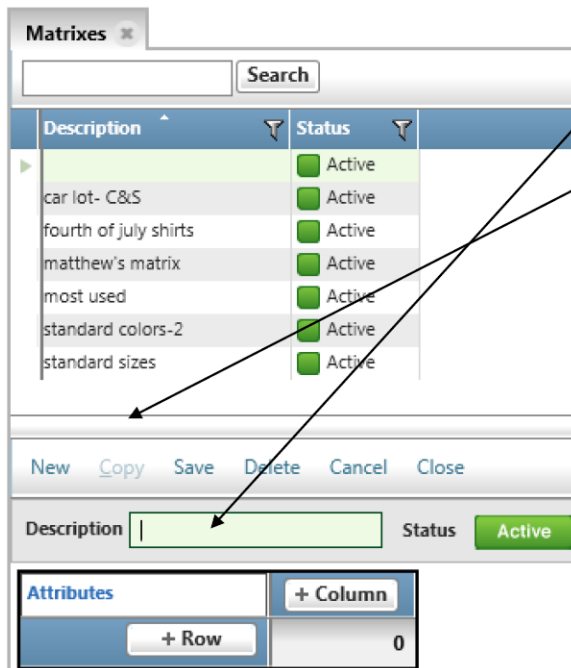 Matrixes
Search
Description Status
Active
car lot- C&S Active
fourth of july shirts Active
matthew's matrix Active
most used Active
standard colors-2 Active
standard sizes Active
New Copy Save Delete Cancel Close
Description Status Active
Attributes + Column
+ Row 0